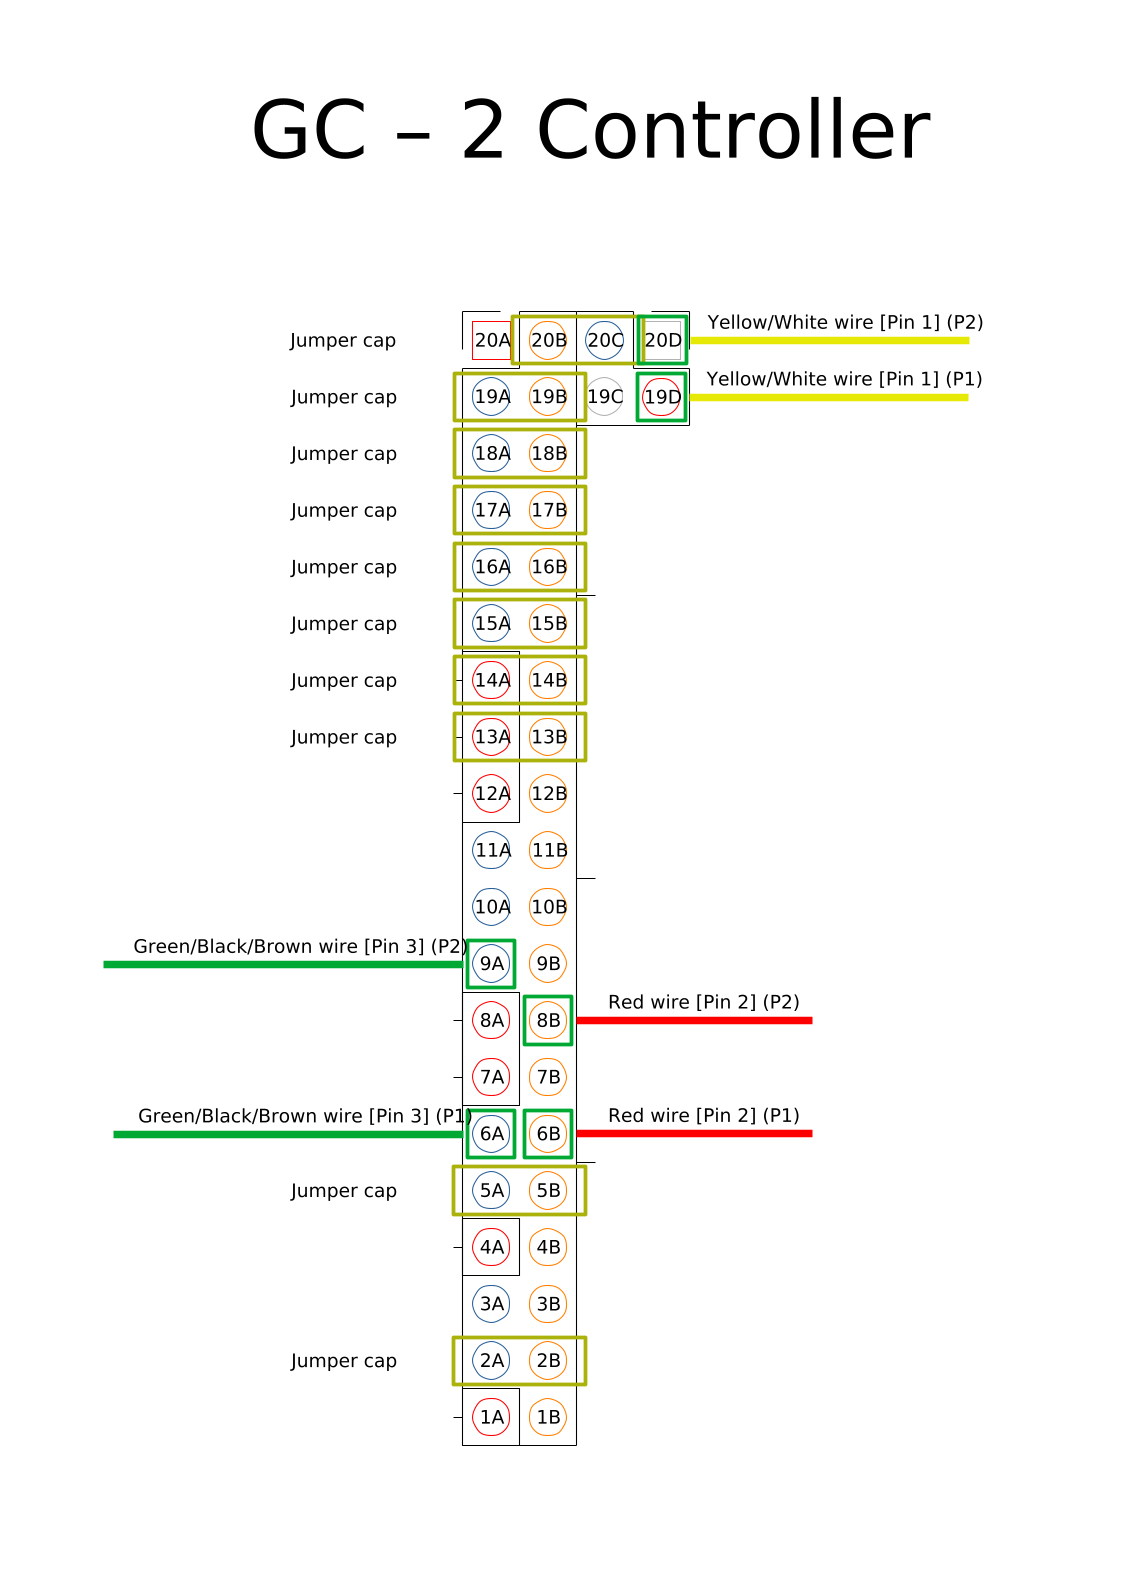 GC – 2 Controller
Jumper cap 20A 20B 20C 20D Yellow/White wire [Pin 1] (P2)
Jumper cap 19A 19B 19C 19D Yellow/White wire [Pin 1] (P1)
Jumper cap 18A 18B
Jumper cap 17A 17B
Jumper cap 16A 16B
Jumper cap 15A 15B
Jumper cap 14A 14B
Jumper cap 13A 13B
12A 12B
11A 11B
10A 10B
Green/Black/Brown wire [Pin 3] (P2) 9A 9B
8A 8B Red wire [Pin 2] (P2)
7A 7B
Green/Black/Brown wire [Pin 3] (P1) 6A 6B Red wire [Pin 2] (P1)
Jumper cap 5A 5B
4A 4B
3A 3B
Jumper cap 2A 2B
1A 1B